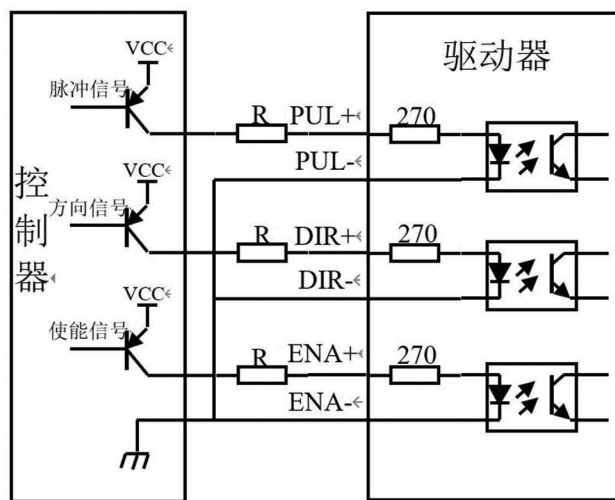 控制器
驱动器
VCC
脉冲信号
R
PUL+
270
PUL-
VCC
方向信号
R
DIR+
270
DIR-
VCC
使能信号
R
ENA+
270
ENA-